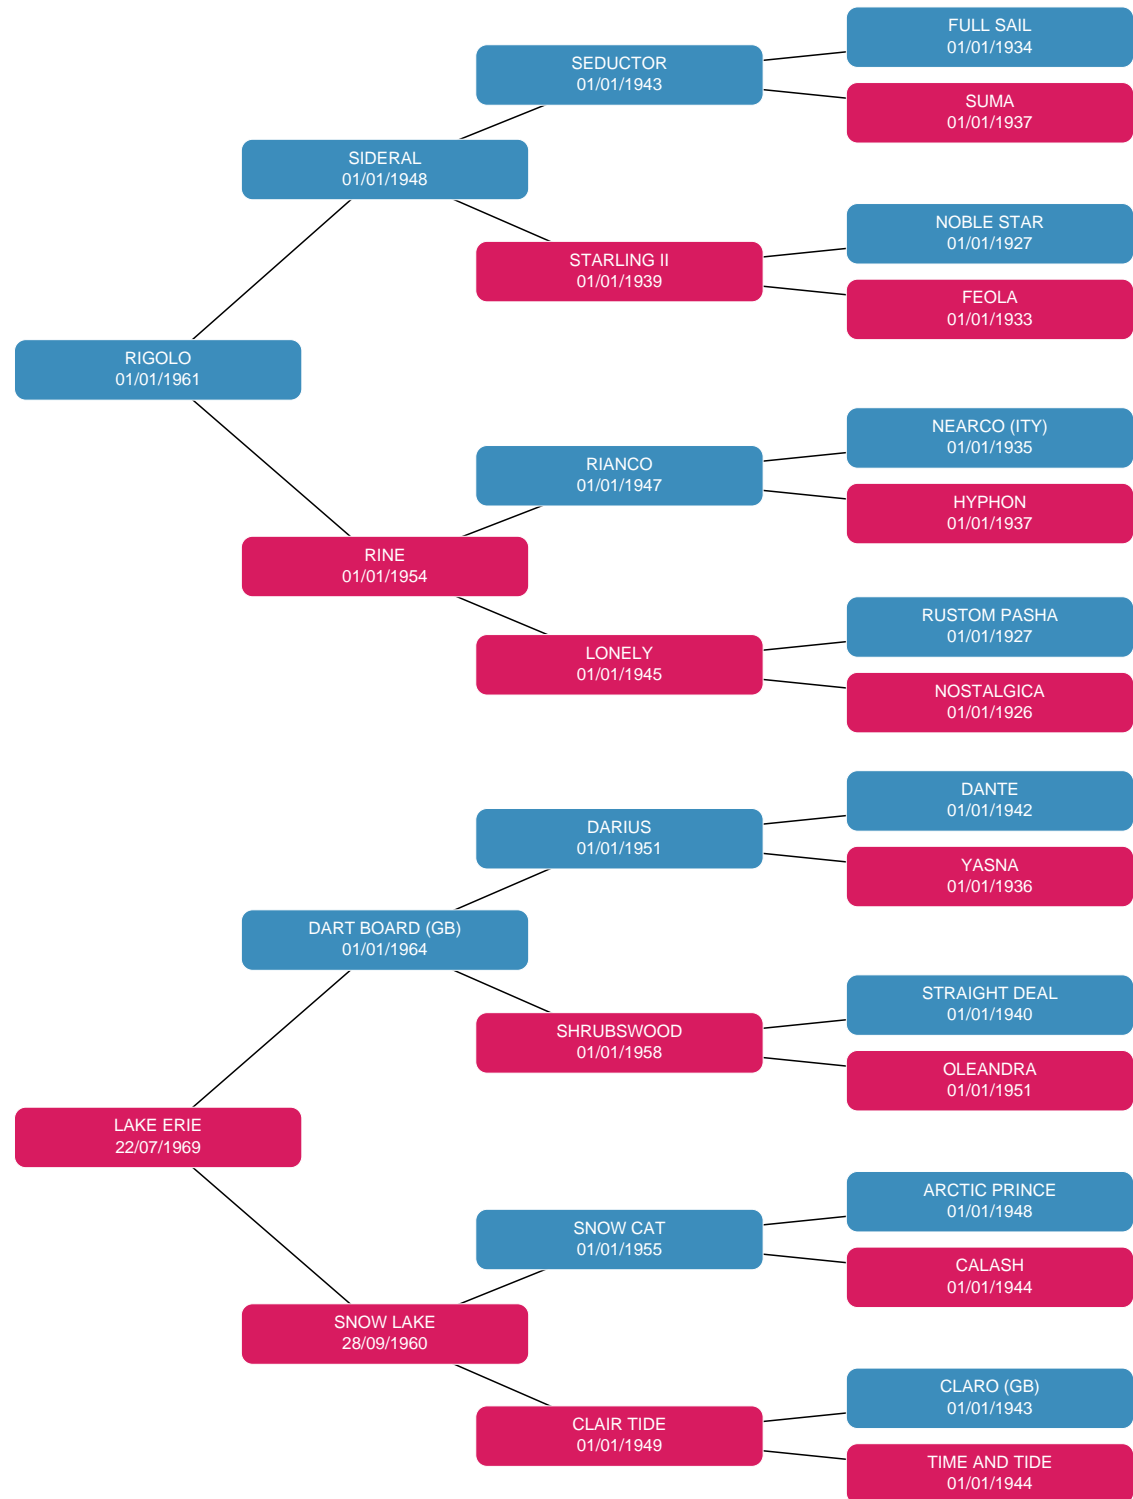 FULL SAIL
01/01/1934
SEDUCTOR
01/01/1943
SUMA
01/01/1937
SIDERAL
01/01/1948
NOBLE STAR
01/01/1927
STARLING II
01/01/1939
FEOLA
01/01/1933
RIGOLO
01/01/1961
NEARCO (ITY)
01/01/1935
RIANCO
01/01/1947
HYPHON
01/01/1937
RINE
01/01/1954
RUSTOM PASHA
01/01/1927
LONELY
01/01/1945
NOSTALGICA
01/01/1926
DANTE
01/01/1942
DARIUS
01/01/1951
YASNA
01/01/1936
DART BOARD (GB)
01/01/1964
STRAIGHT DEAL
01/01/1940
SHRUBSWOOD
01/01/1958
OLEANDRA
01/01/1951
LAKE ERIE
22/07/1969
ARCTIC PRINCE
01/01/1948
SNOW CAT
01/01/1955
CALASH
01/01/1944
SNOW LAKE
28/09/1960
CLARO (GB)
01/01/1943
CLAIR TIDE
01/01/1949
TIME AND TIDE
01/01/1944